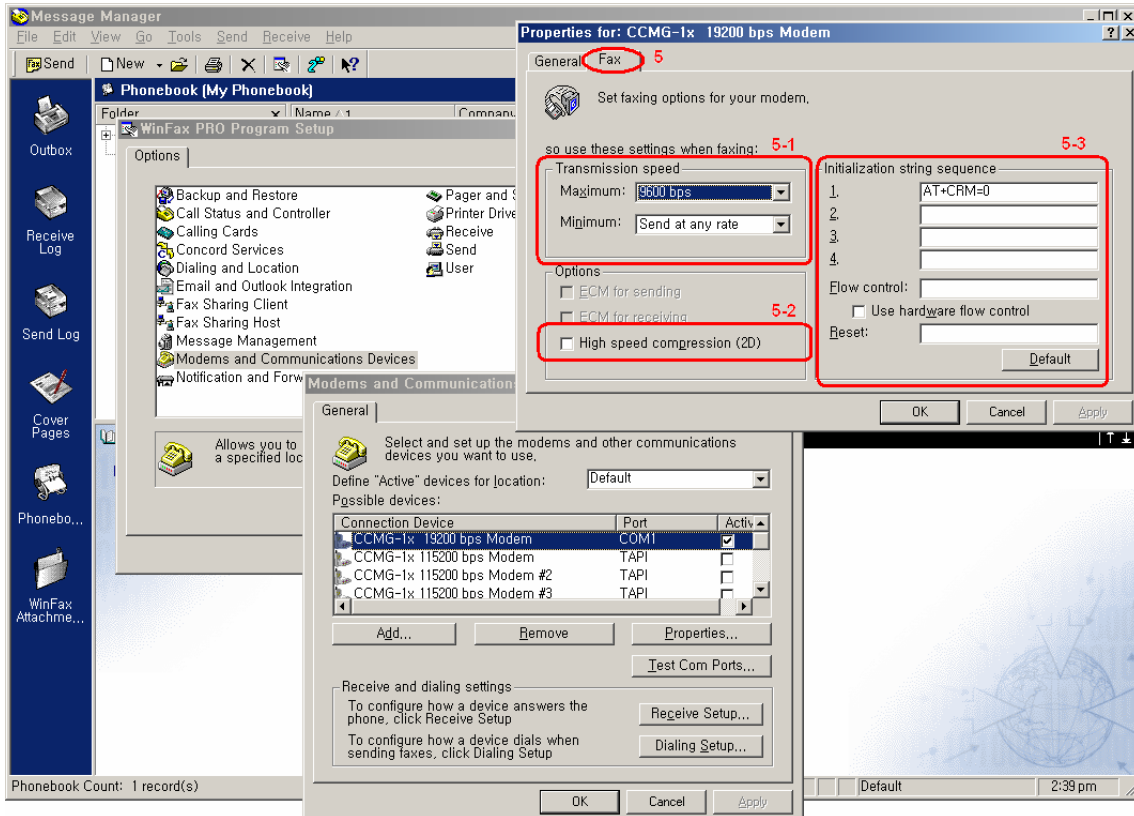 Message Manager
File Edit View Go Tools Send Receive Help
Send New
Phonebook (My Phonebook)
Folder Name / 1 Company
Outbox
Receive Log
Send Log
Cover Pages
Phonebo...
WinFax Attachme...
WinFax PRO Program Setup
Options
Backup and Restore
Call Status and Controller
Calling Cards
Concord Services
Dialing and Location
Email and Outlook Integration
Fax Sharing Client
Fax Sharing Host
Message Management
Modems and Communications Devices
Notification and Forw
Pager and S
Printer Drive
Receive
Send
User
Allows you to
a specified loc
Properties for: CCMG-1x 19200 bps Modem
General Fax 5
Set faxing options for your modem,
so use these settings when faxing: 5-1
Transmission speed
Maximum: 9600 bps
Minimum: Send at any rate
Options
ECM for sending
ECM for receiving
5-2
High speed compression (2D)
5-3
Initialization string sequence
1. AT+CRM=0
2.
3.
4.
Flow control:
Use hardware flow control
Reset:
Default
OK Cancel Apply
Modems and Communication
General
Select and set up the modems and other communications
devices you want to use,
Define "Active" devices for location: Default
Possible devices:
Connection Device Port Activ
CCMG-1x 19200 bps Modem COM1
CCMG-1x 115200 bps Modem TAPI
CCMG-1x 115200 bps Modem #2 TAPI
CCMG-1x 115200 bps Modem #3 TAPI
Add... Remove Properties...
Test Com Ports...
Receive and dialing settings
To configure how a device answers the
phone, click Receive Setup
Receive Setup...
To configure how a device dials when
sending faxes, click Dialing Setup
Dialing Setup...
OK Cancel Apply
Phonebook Count: 1 record(s) Default 2:39 pm